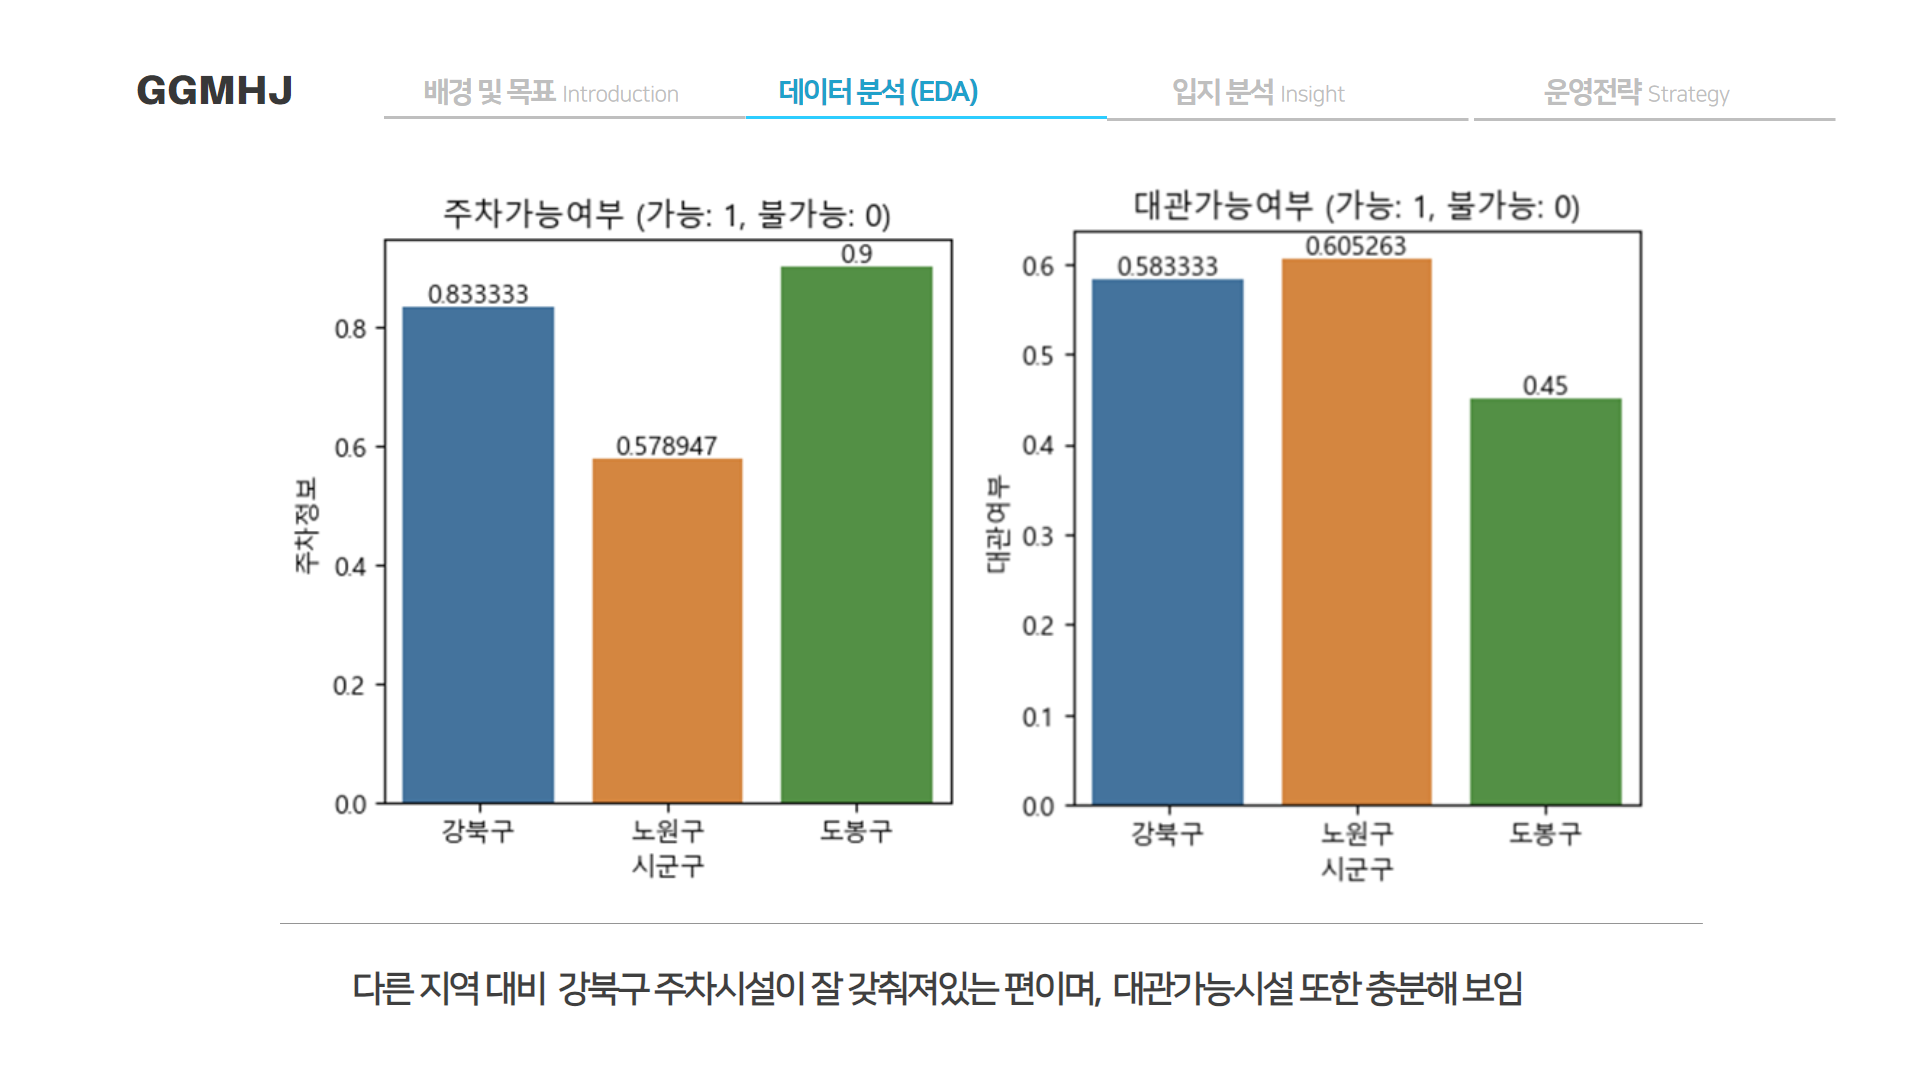 GGMHJ
배경 및 목표 Introduction
데이터 분석 (EDA)
입지 분석 Insight
운영전략 Strategy
주차가능여부 (가능: 1, 불가능: 0)
주차정보
0.8
0.6
0.4
0.2
0.0
0.833333
0.578947
0.9
강북구
노원구
도봉구
시군구
대관가능여부 (가능: 1, 불가능: 0)
대관여부
0.6
0.5
0.4
0.3
0.2
0.1
0.0
0.583333
0.605263
0.45
강북구
노원구
도봉구
시군구
다른 지역 대비 강북구 주차시설이 잘 갖춰져있는 편이며, 대관가능시설 또한 충분해 보임